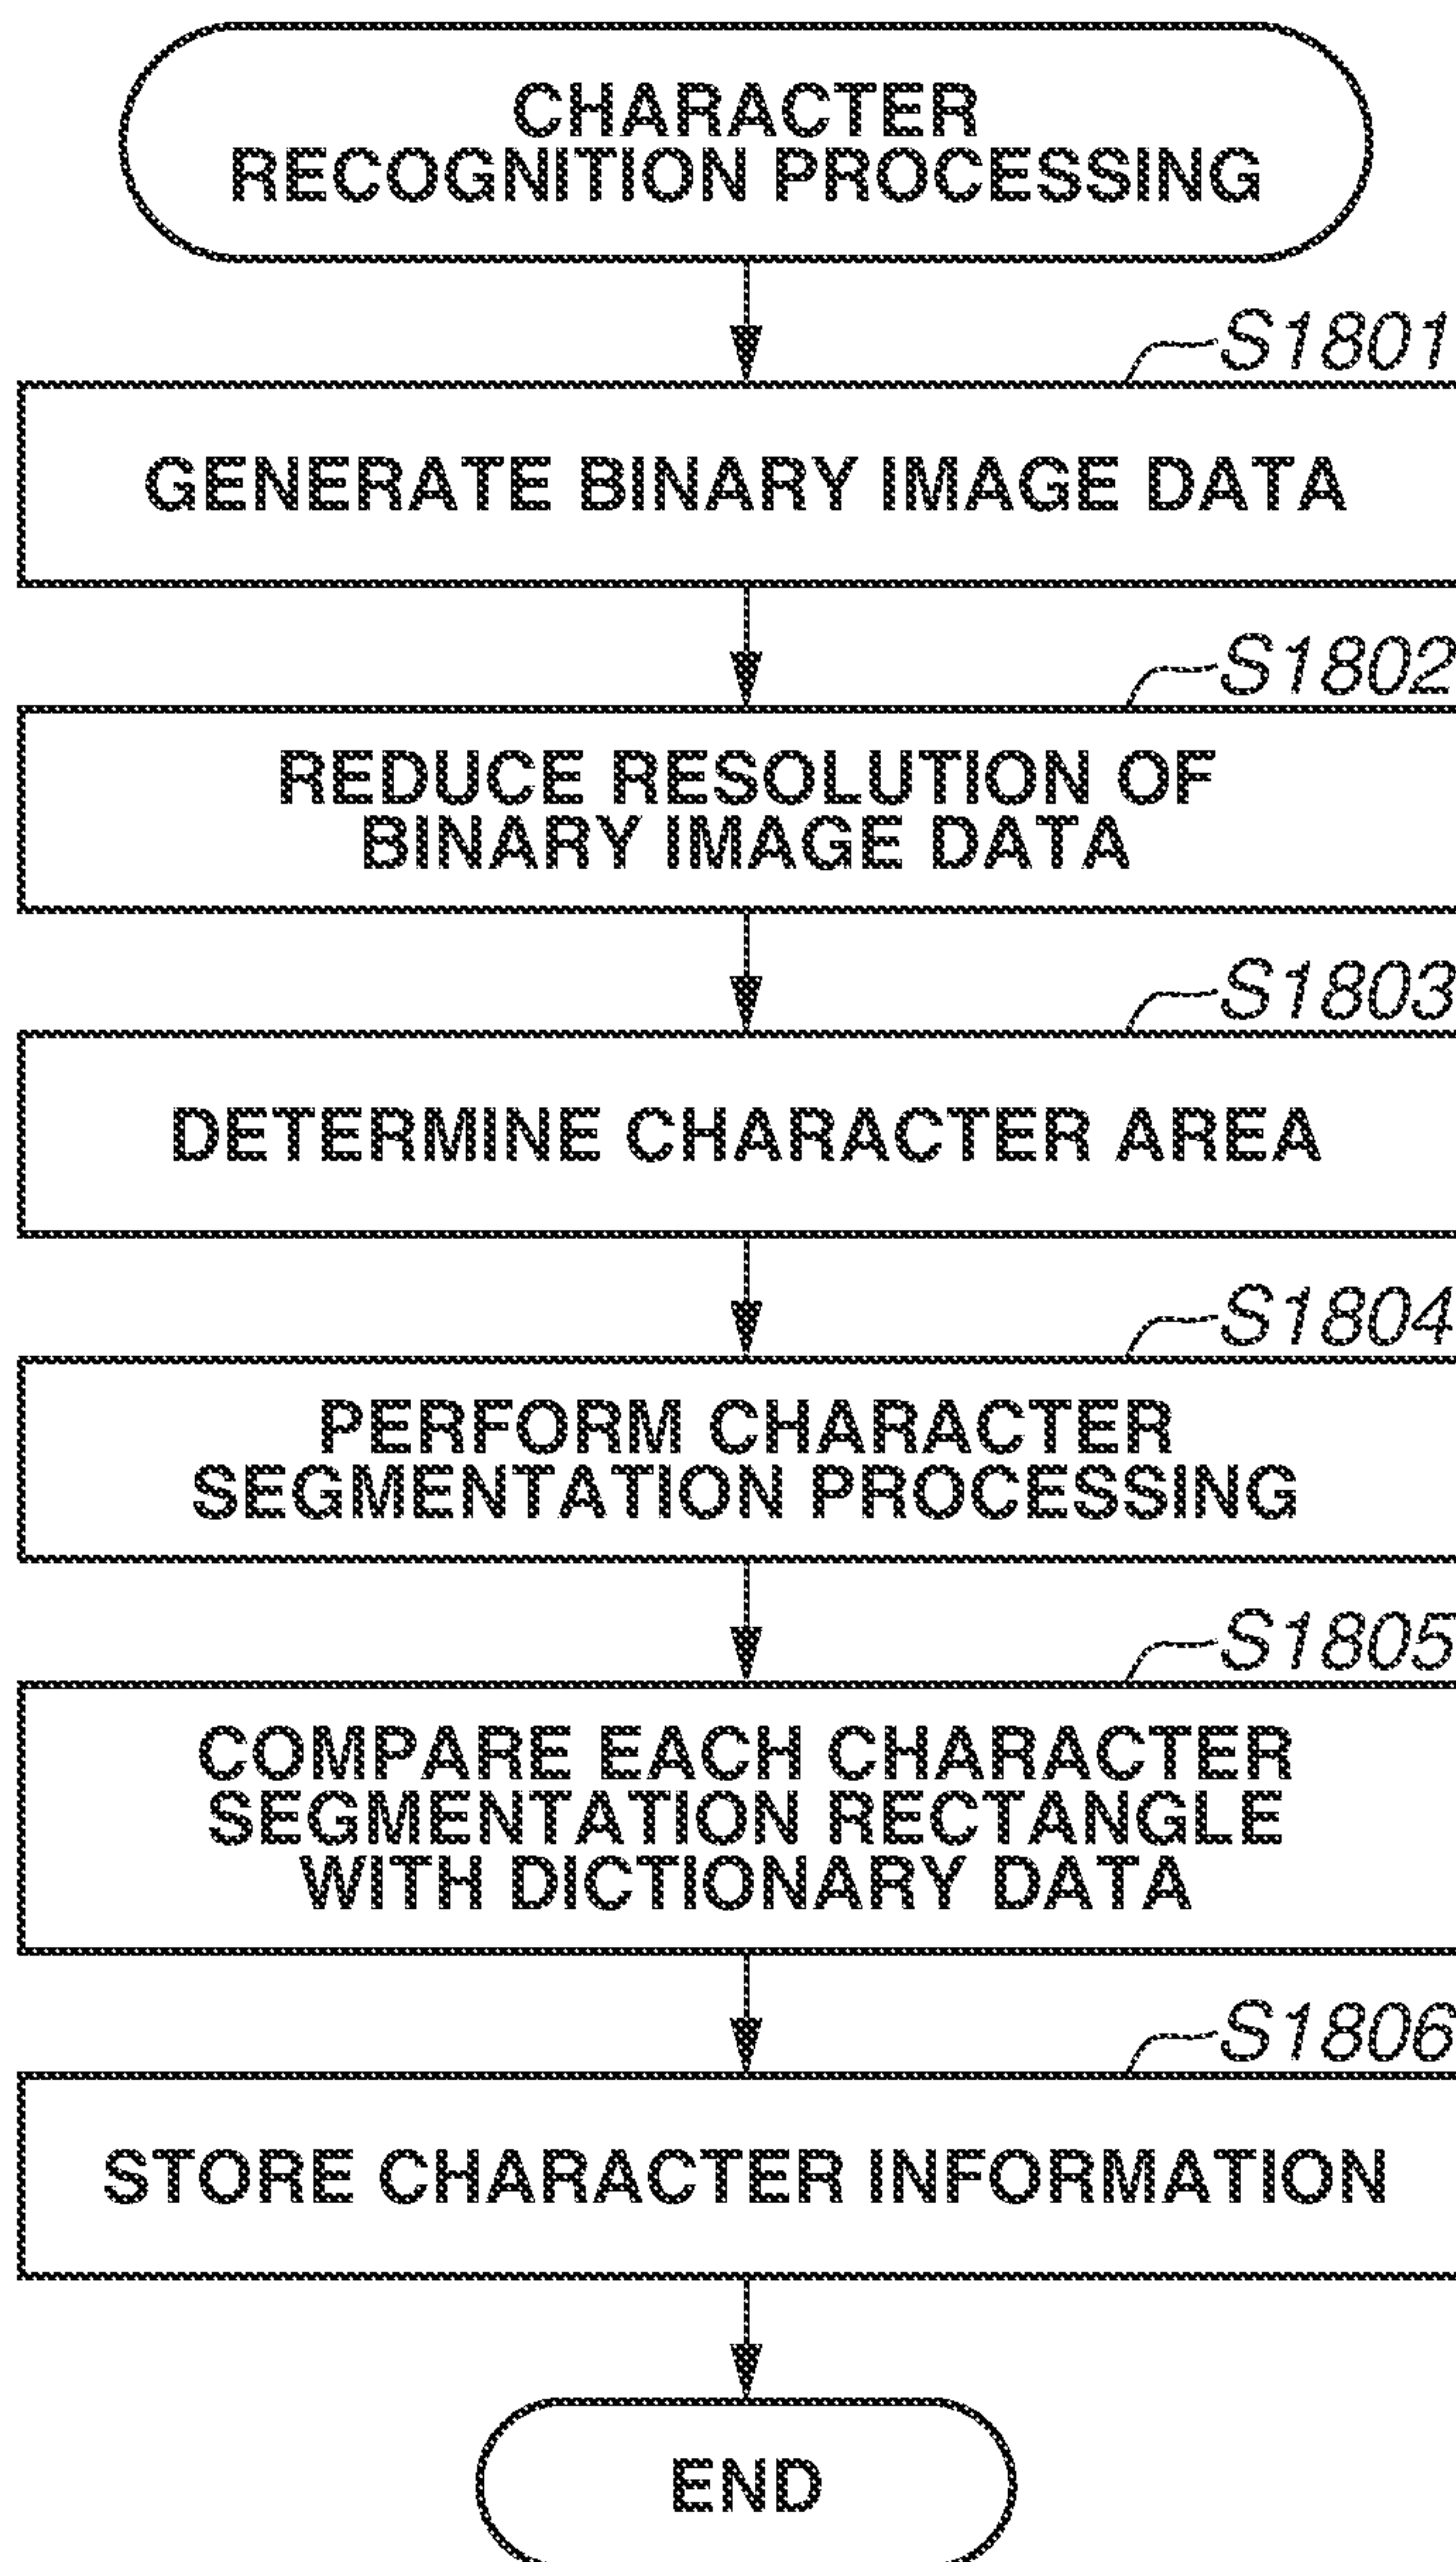 CHARACTER
RECOGNITION PROCESSING
S1801
GENERATE BINARY IMAGE DATA
S1802
REDUCE RESOLUTION OF
BINARY IMAGE DATA
S1803
DETERMINE CHARACTER AREA
S1804
PERFORM CHARACTER
SEGMENTATION PROCESSING
S1805
COMPARE EACH CHARACTER
SEGMENTATION RECTANGLE
WITH DICTIONARY DATA
S1806
STORE CHARACTER INFORMATION
END